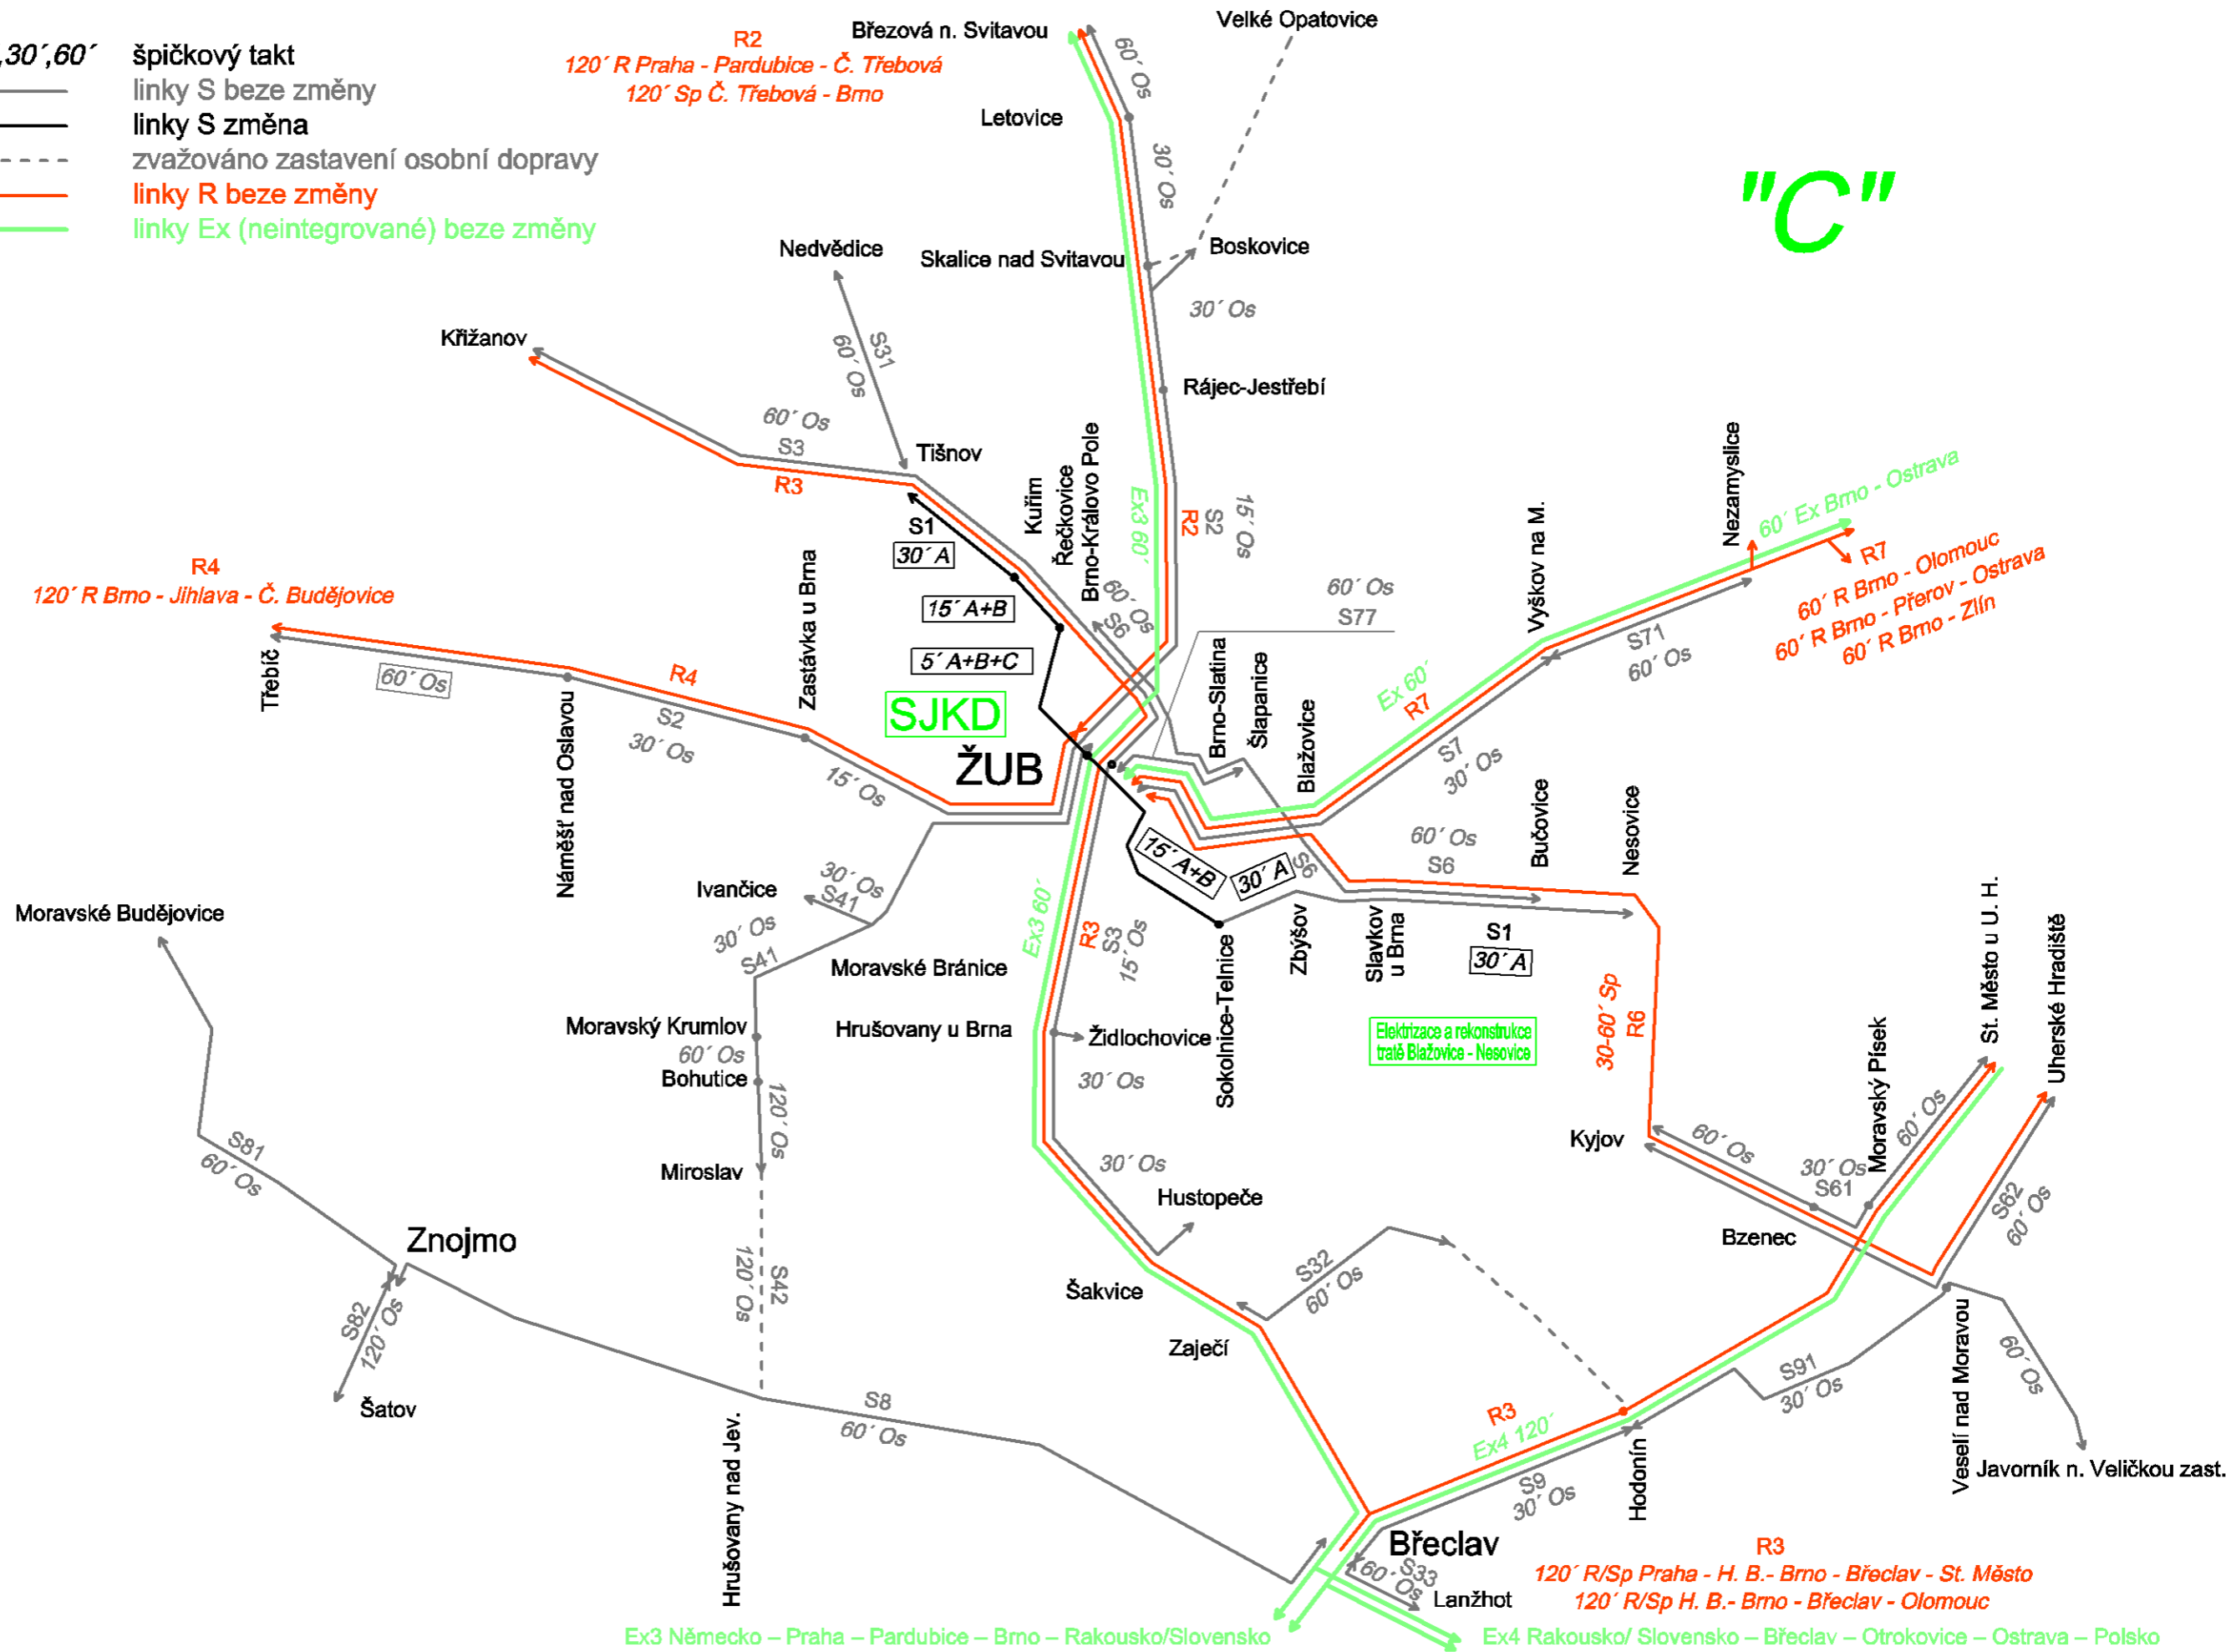 ,30´,60´ špičkový takt
linky S beze změny
linky S změna
zvažováno zastavení osobní dopravy
linky R beze změny
linky Ex (neintegrované) beze změny
R2
120´ R Praha - Pardubice - Č. Třebová
120´ Sp Č. Třebová - Brno
Březová n. Svitavou
Velké Opatovice
60´ Os
Letovice
30´ Os
"C"
Nedvědice
Skalice nad Svitavou
Boskovice
30´ Os
Křižanov
S31
60´ Os
Rájec-Jestřebí
60´ Os
S3
R3
Tišnov
Kuřim
Řečkovice
Brno-Královo Pole
Ex3 60´
R2
S2
15´ Os
S1
30´ A
15´ A+B
5´ A+B+C
60´ Os
S6
60´ Os
S77
Nezamyslice
60´ Ex Brno - Ostrava
R7
60´ R Brno - Olomouc
60´ R Brno - Přerov - Ostrava
60´ R Brno - Zlín
Vyškov na M.
S71
60´ Os
R4
120´ R Brno - Jihlava - Č. Budějovice
Třebíč
60´ Os
R4
S2
30´ Os
Náměšť nad Oslavou
Zastávka u Brna
15´ Os
SJKD
ŽUB
Brno-Slatina
Šlapanice
Blažovice
Ex 60´
R7
S7
30´ Os
Bučovice
Nesovice
60´ Os
S6
S6
15´ A+B
30´ A
Zbýšov
Slavkov
u Brna
S1
30´ A
Sokolnice-Telnice
Ivančice
30´ Os
S41
30´ Os
S41
Moravské Budějovice
Moravské Bránice
Ex3 60´
R3
S3
15´ Os
Moravský Krumlov
60´ Os
Bohutice
120´ Os
Miroslav
Hrušovany u Brna
Židlochovice
30´ Os
Elektrizace a rekonstrukce
tratě Blažovice - Nesovice
30-60´ Sp
R6
Kyjov
60´ Os
30´ Os
S61
Moravský Písek
60´ Os
St. Město u U. H.
Uherské Hradiště
S62
60´ Os
Bzenec
S81
60´ Os
Znojmo
S82
120´ Os
Šatov
120´ Os
S42
30´ Os
Hustopeče
Šakvice
S32
60´ Os
Zaječí
S8
60´ Os
Hrušovany nad Jev.
R3
Ex4 120´
S9
30´ Os
Hodonín
S91
30´ Os
Veselí nad Moravou
60´ Os
Javorník n. Veličkou zast.
Břeclav
S33
60´ Os
Lanžhot
R3
120´ R/Sp Praha - H. B.- Brno - Břeclav - St. Město
120´ R/Sp H. B.- Brno - Břeclav - Olomouc
Ex3 Německo – Praha – Pardubice – Brno – Rakousko/Slovensko
Ex4 Rakousko/ Slovensko – Břeclav – Otrokovice – Ostrava – Polsko